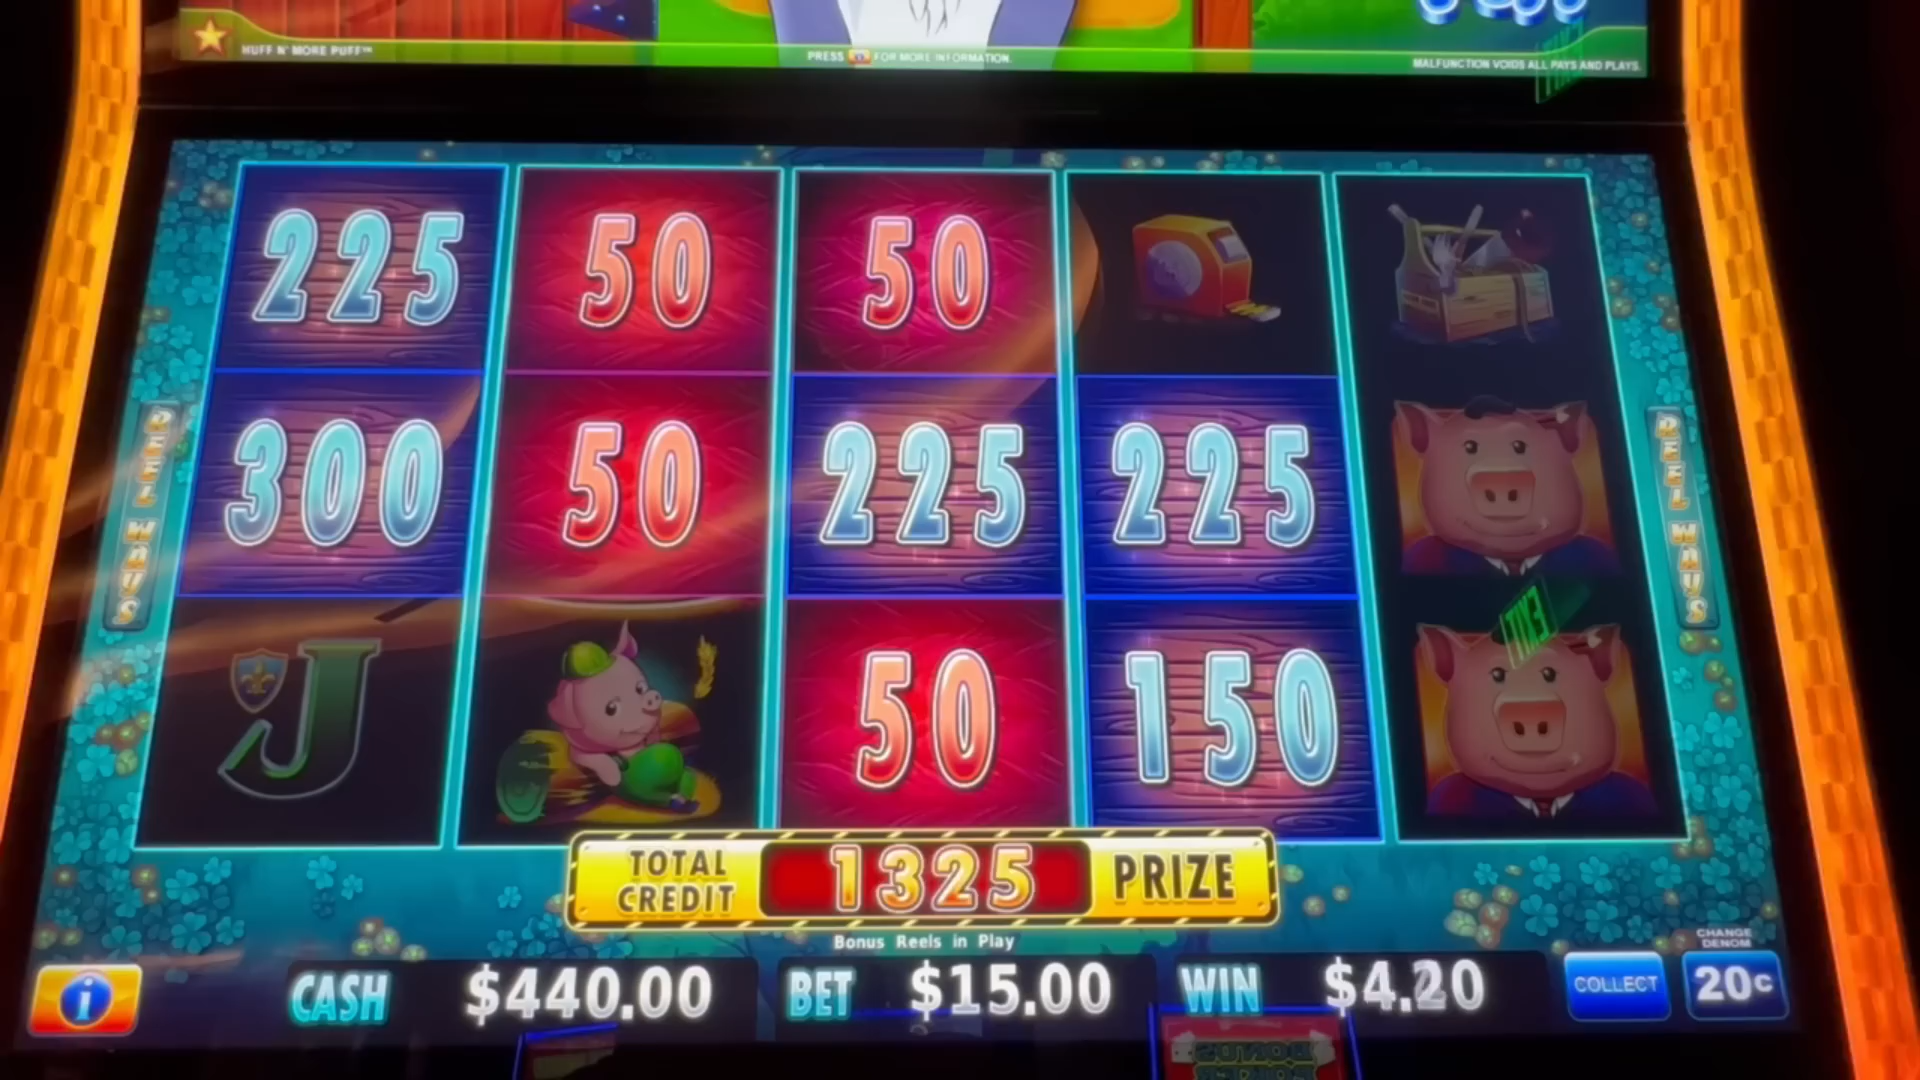 HUFF N' MORE PUFF™
PRESS i FOR MORE INFORMATION.
MALFUNCTION VOIDS ALL PAYS AND PLAYS.
225 50 50
300 50 225 225
J 50 150
REEL WAYS
REEL WAYS
TOTAL CREDIT 1325 PRIZE
Bonus Reels in Play
CHANGE DENOM
i CASH $440.00 BET $15.00 WIN $4.20 COLLECT 20¢